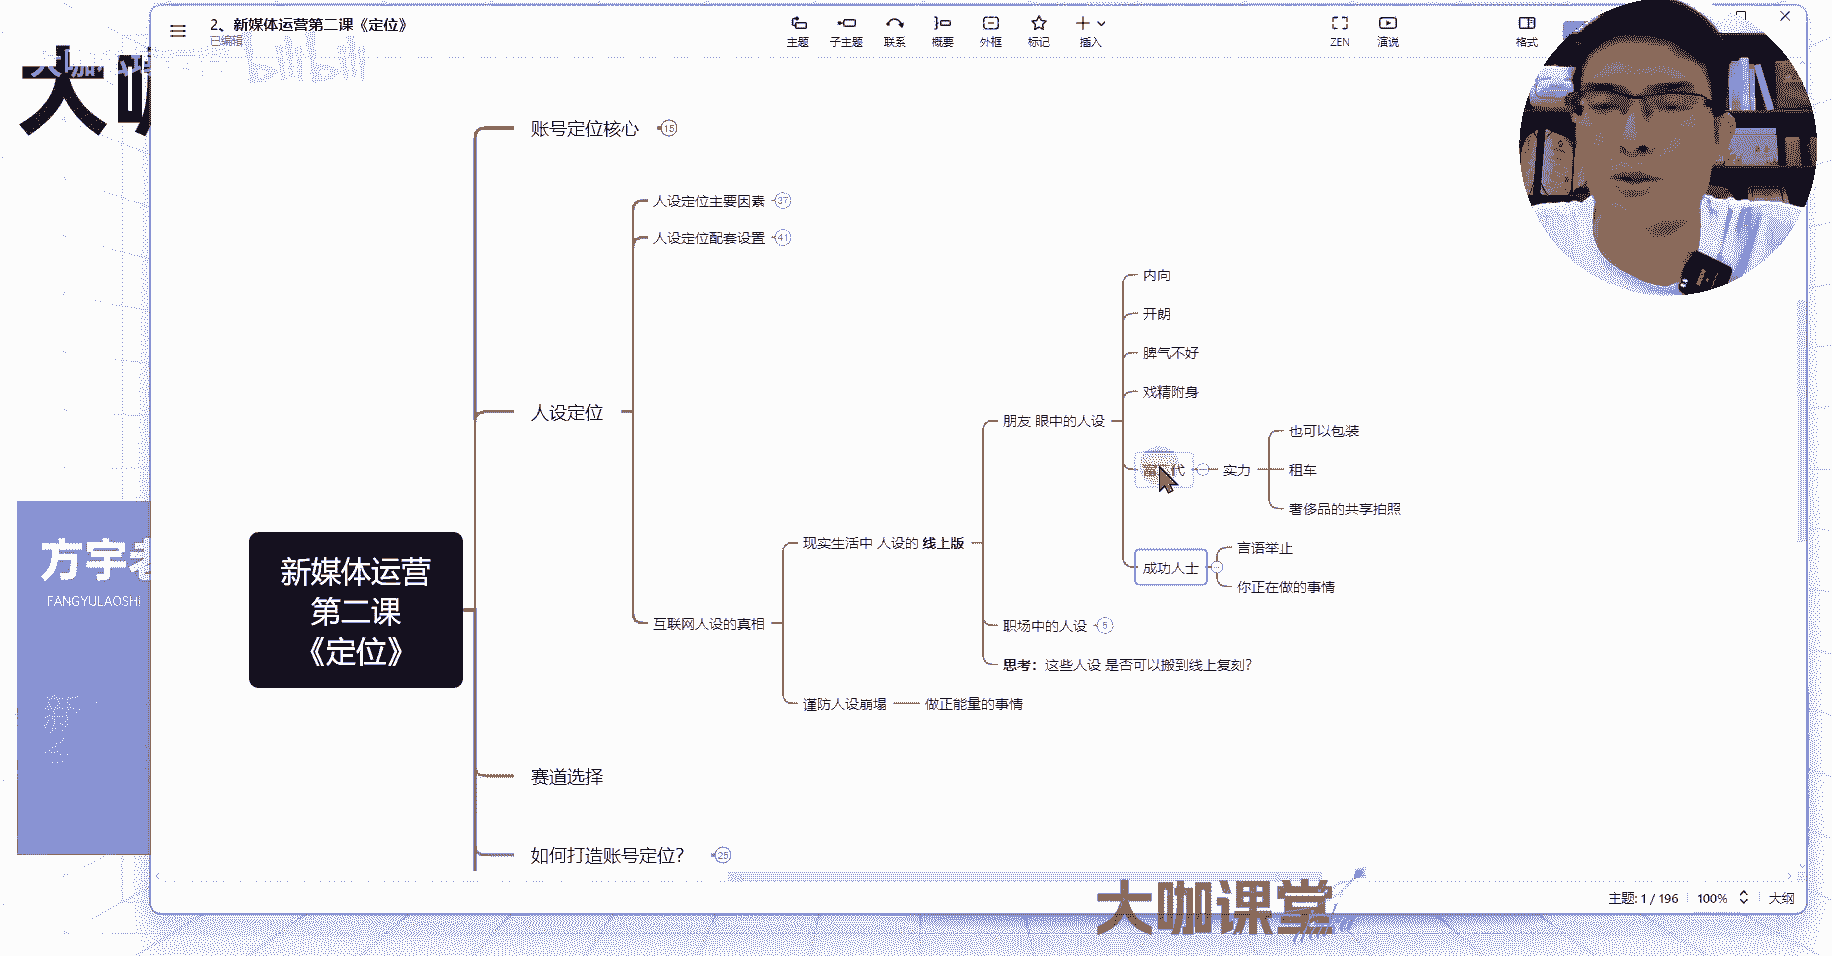 2、新媒体运营第二课《定位》
已编辑
主题
子主题
联系
概要
外框
标记
插入
ZEN
演说
格式
bilibili
账号定位核心 15
人设定位主要因素 37
人设定位配套设置 41
内向
开朗
脾气不好
戏精附身
人设定位
朋友 眼中的人设
也可以包装
实力
租车
奢侈品的共享拍照
现实生活中 人设的 线上版
言语举止
成功人士
你正在做的事情
新媒体运营
第二课
《定位》
互联网人设的真相
职场中的人设 5
思考：这些人设 是否可以搬到线上复刻？
谨防人设崩塌
做正能量的事情
赛道选择
如何打造账号定位？ 25
方宇老
FANGYULAOSHI
大咖课堂
主题: 1 / 196
100%
大纲